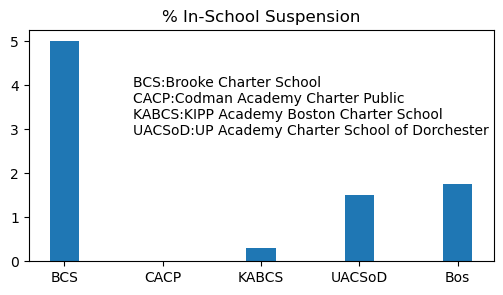 % In-School Suspension
5
4
3
2
1
0
BCS:Brooke Charter School
CACP:Codman Academy Charter Public
KABCS:KIPP Academy Boston Charter School
UACSoD:UP Academy Charter School of Dorchester
BCS CACP KABCS UACSoD Bos